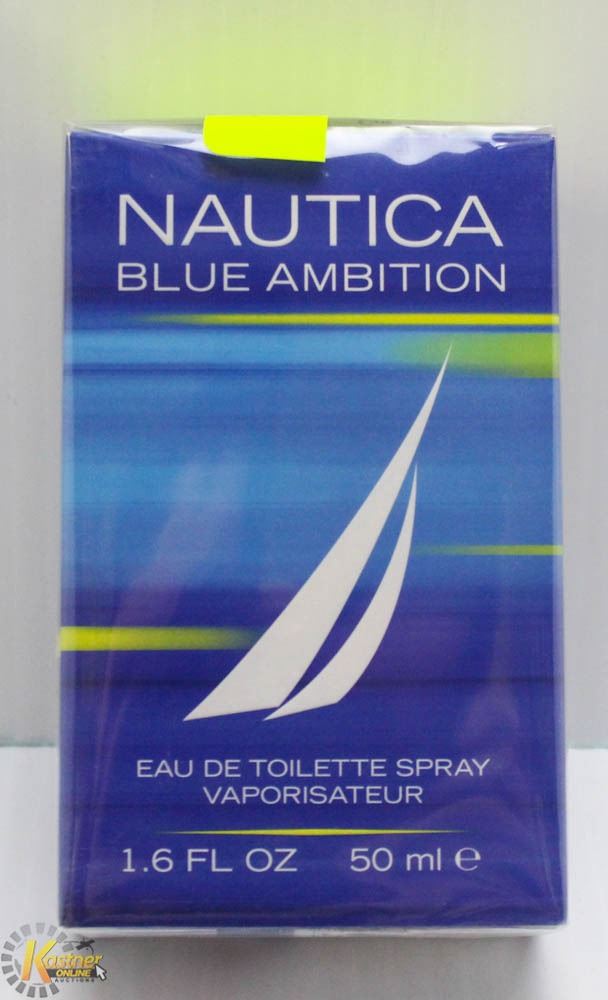 NAUTICA
BLUE AMBITION
EAU DE TOILETTE SPRAY
VAPORISATEUR
1.6 FL OZ 50 ml ℮
Kastner
ONLINE
AUCTIONS